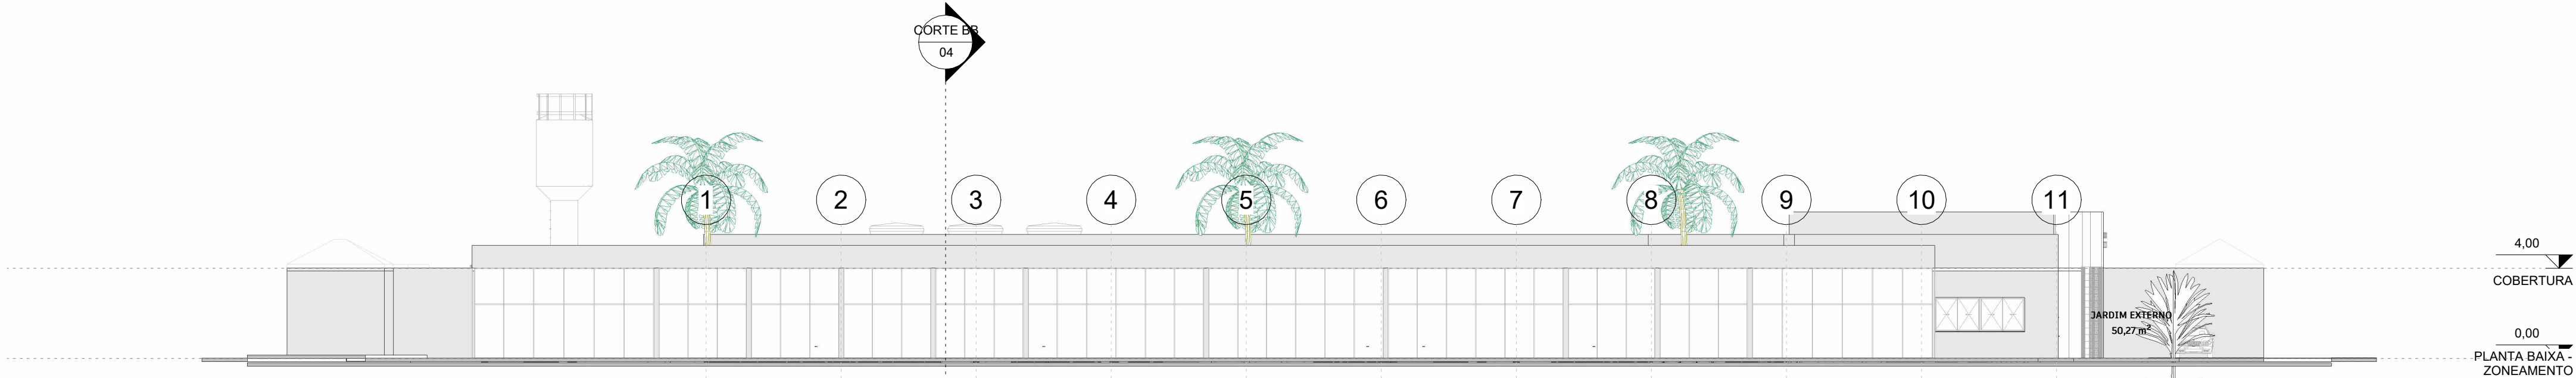 CORTE BB
04
1
2
3
4
5
6
7
8
9
10
11
4,00
COBERTURA
JARDIM EXTERNO
50,27 m²
0,00
PLANTA BAIXA -
ZONEAMENTO